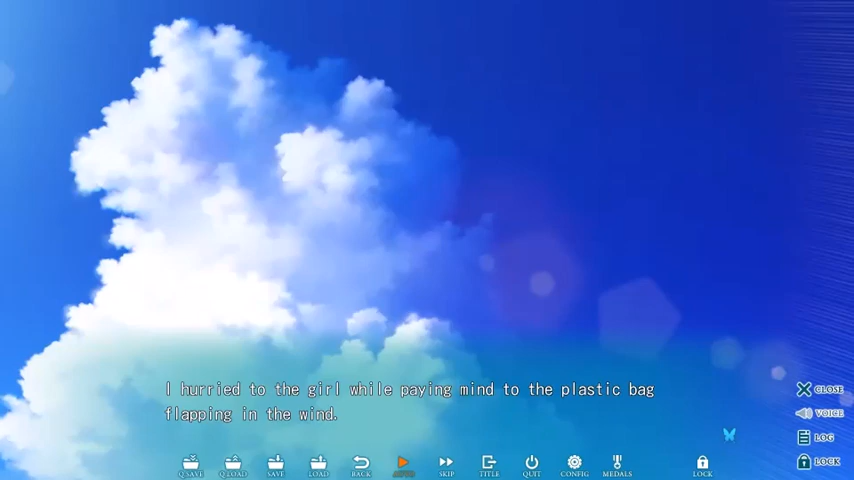 I hurried to the girl while paying mind to the plastic bag
flapping in the wind.
CLOSE
VOICE
LOG
LOCK
Q.SAVE Q.LOAD SAVE LOAD BACK AUTO SKIP TITLE QUIT CONFIG MEDALS LOCK